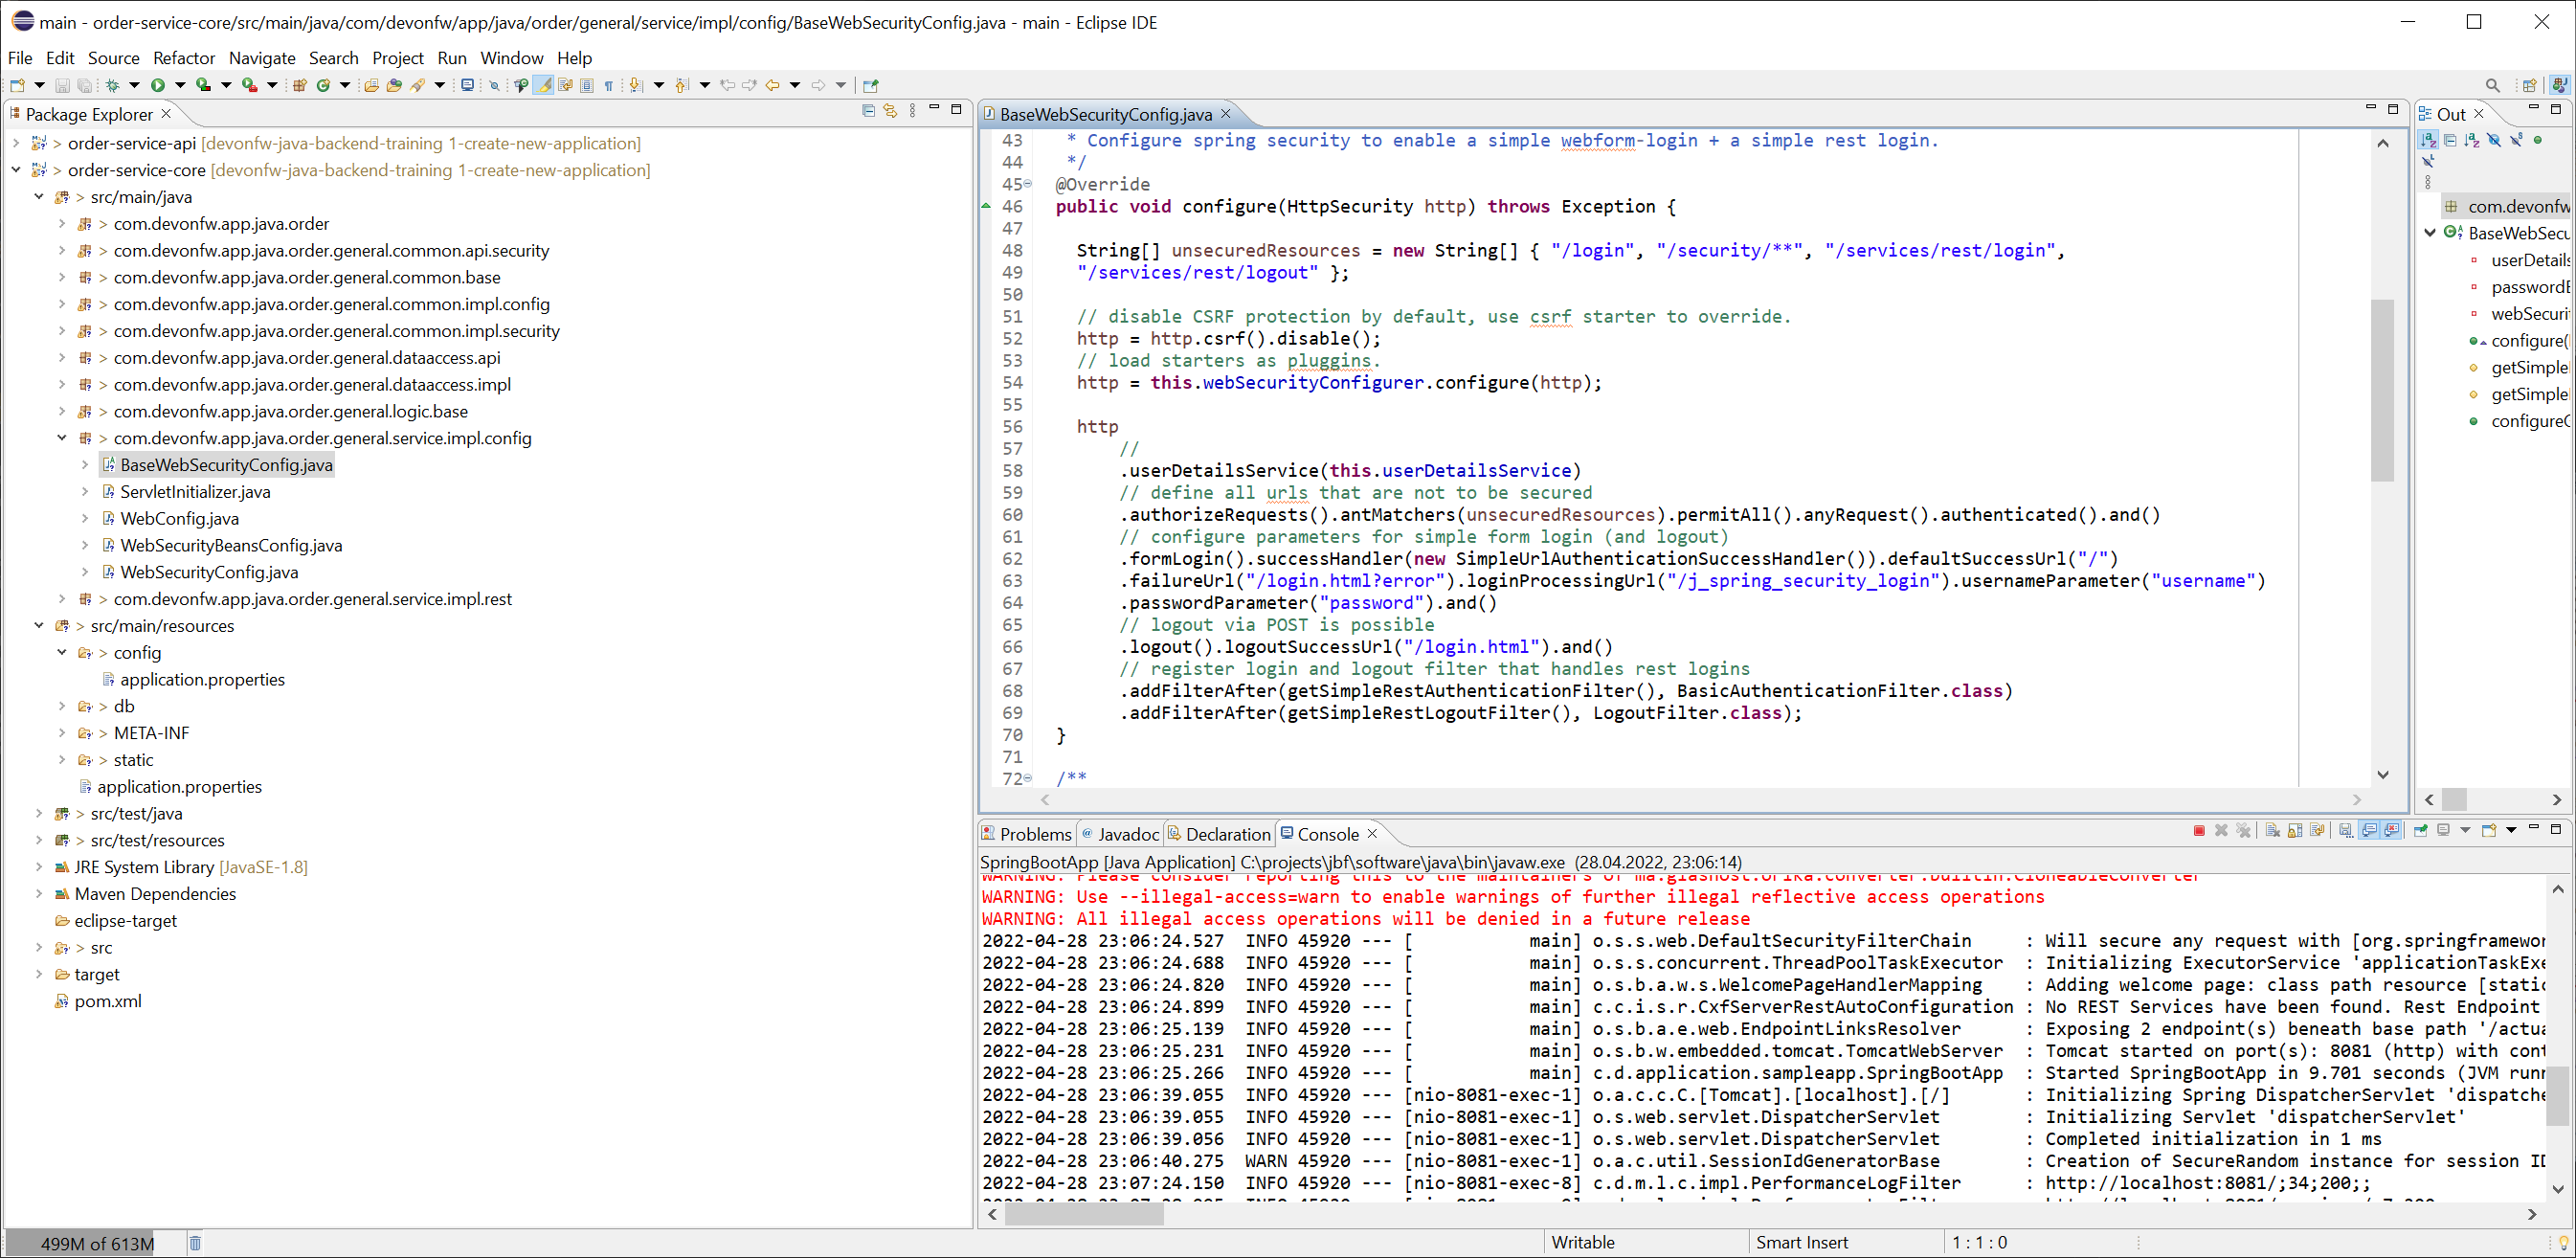 main - order-service-core/src/main/java/com/devonfw/app/java/order/general/service/impl/config/BaseWebSecurityConfig.java - main - Eclipse IDE
File Edit Source Refactor Navigate Search Project Run Window Help
Package Explorer
> order-service-api [devonfw-java-backend-training 1-create-new-application]
> order-service-core [devonfw-java-backend-training 1-create-new-application]
> src/main/java
> com.devonfw.app.java.order
> com.devonfw.app.java.order.general.common.api.security
> com.devonfw.app.java.order.general.common.base
> com.devonfw.app.java.order.general.common.impl.config
> com.devonfw.app.java.order.general.common.impl.security
> com.devonfw.app.java.order.general.dataaccess.api
> com.devonfw.app.java.order.general.dataaccess.impl
> com.devonfw.app.java.order.general.logic.base
> com.devonfw.app.java.order.general.service.impl.config
BaseWebSecurityConfig.java
ServletInitializer.java
WebConfig.java
WebSecurityBeansConfig.java
WebSecurityConfig.java
> com.devonfw.app.java.order.general.service.impl.rest
> src/main/resources
> config
application.properties
> db
> META-INF
> static
application.properties
> src/test/java
> src/test/resources
JRE System Library [JavaSE-1.8]
Maven Dependencies
eclipse-target
> src
target
pom.xml
BaseWebSecurityConfig.java
43 * Configure spring security to enable a simple webform-login + a simple rest login.
44 */
45 @Override
46 public void configure(HttpSecurity http) throws Exception {
47
48 String[] unsecuredResources = new String[] { "/login", "/security/**", "/services/rest/login",
49 "/services/rest/logout" };
50
51 // disable CSRF protection by default, use csrf starter to override.
52 http = http.csrf().disable();
53 // load starters as pluggins.
54 http = this.webSecurityConfigurer.configure(http);
55
56 http
57 //
58 .userDetailsService(this.userDetailsService)
59 // define all urls that are not to be secured
60 .authorizeRequests().antMatchers(unsecuredResources).permitAll().anyRequest().authenticated().and()
61 // configure parameters for simple form login (and logout)
62 .formLogin().successHandler(new SimpleUrlAuthenticationSuccessHandler()).defaultSuccessUrl("/")
63 .failureUrl("/login.html?error").loginProcessingUrl("/j_spring_security_login").usernameParameter("username")
64 .passwordParameter("password").and()
65 // logout via POST is possible
66 .logout().logoutSuccessUrl("/login.html").and()
67 // register login and logout filter that handles rest logins
68 .addFilterAfter(getSimpleRestAuthenticationFilter(), BasicAuthenticationFilter.class)
69 .addFilterAfter(getSimpleRestLogoutFilter(), LogoutFilter.class);
70 }
71
72 /**
Out
com.devonfw
BaseWebSecu
userDetails
password
webSecuri
configure(
getSimple
getSimple
configure
Problems Javadoc Declaration Console
SpringBootApp [Java Application] C:\projects\jbf\software\java\bin\javaw.exe (28.04.2022, 23:06:14)
WARNING: Please consider reporting this to the maintainers of ma.glasnost.orika.converter.builtin.CloneableConverter
WARNING: Use --illegal-access=warn to enable warnings of further illegal reflective access operations
WARNING: All illegal access operations will be denied in a future release
2022-04-28 23:06:24.527 INFO 45920 --- [ main] o.s.s.web.DefaultSecurityFilterChain : Will secure any request with [org.springframewor
2022-04-28 23:06:24.688 INFO 45920 --- [ main] o.s.s.concurrent.ThreadPoolTaskExecutor : Initializing ExecutorService 'applicationTaskExe
2022-04-28 23:06:24.820 INFO 45920 --- [ main] o.s.b.a.w.s.WelcomePageHandlerMapping : Adding welcome page: class path resource [static
2022-04-28 23:06:24.899 INFO 45920 --- [ main] c.c.i.s.r.CxfServerRestAutoConfiguration : No REST Services have been found. Rest Endpoint
2022-04-28 23:06:25.139 INFO 45920 --- [ main] o.s.b.a.e.web.EndpointLinksResolver : Exposing 2 endpoint(s) beneath base path '/actua
2022-04-28 23:06:25.231 INFO 45920 --- [ main] o.s.b.w.embedded.tomcat.TomcatWebServer : Tomcat started on port(s): 8081 (http) with cont
2022-04-28 23:06:25.266 INFO 45920 --- [ main] c.d.application.sampleapp.SpringBootApp : Started SpringBootApp in 9.701 seconds (JVM runn
2022-04-28 23:06:39.055 INFO 45920 --- [nio-8081-exec-1] o.a.c.c.C.[Tomcat].[localhost].[/] : Initializing Spring DispatcherServlet 'dispatche
2022-04-28 23:06:39.055 INFO 45920 --- [nio-8081-exec-1] o.s.web.servlet.DispatcherServlet : Initializing Servlet 'dispatcherServlet'
2022-04-28 23:06:39.056 INFO 45920 --- [nio-8081-exec-1] o.s.web.servlet.DispatcherServlet : Completed initialization in 1 ms
2022-04-28 23:06:40.275 WARN 45920 --- [nio-8081-exec-1] o.a.c.util.SessionIdGeneratorBase : Creation of SecureRandom instance for session ID
2022-04-28 23:07:24.150 INFO 45920 --- [nio-8081-exec-8] c.d.m.l.c.impl.PerformanceLogFilter : http://localhost:8081/;34;200;;
499M of 613M
Writable Smart Insert 1 : 1 : 0